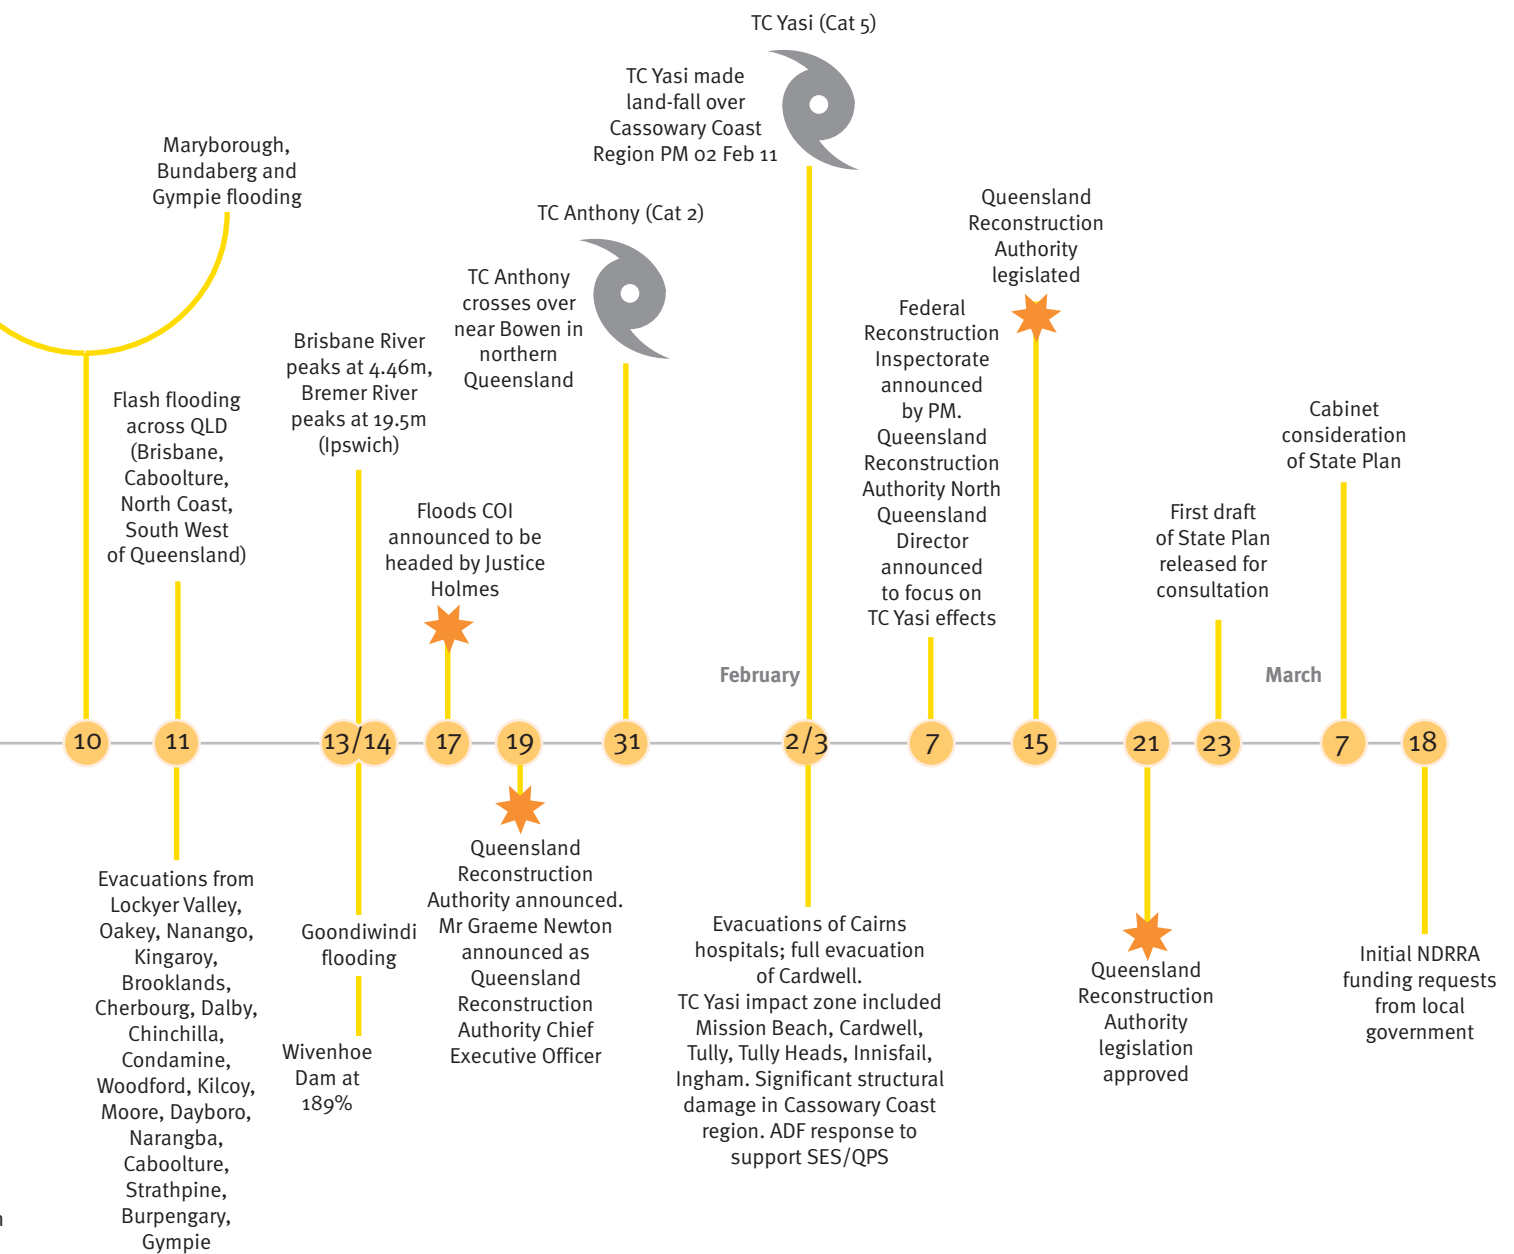 TC Yasi (Cat 5)
TC Yasi made
land-fall over
Cassowary Coast
Region PM 02 Feb 11
Maryborough,
Bundaberg and
Gympie flooding
TC Anthony (Cat 2)
TC Anthony
crosses over
near Bowen in
northern
Queensland
Queensland
Reconstruction
Authority
legislated
Federal
Reconstruction
Inspectorate
announced
by PM.
Queensland
Reconstruction
Authority North
Queensland
Director
announced
to focus on
TC Yasi effects
Brisbane River
peaks at 4.46m,
Bremer River
peaks at 19.5m
(Ipswich)
Flash flooding
across QLD
(Brisbane,
Caboolture,
North Coast,
South West
of Queensland)
Floods COI
announced to be
headed by Justice
Holmes
Cabinet
consideration
of State Plan
First draft
of State Plan
released for
consultation
February
March
10
11
13/14
17
19
31
2/3
7
15
21
23
7
18
Evacuations from
Lockyer Valley,
Oakey, Nanango,
Kingaroy,
Brooklands,
Cherbourg, Dalby,
Chinchilla,
Condamine,
Woodford, Kilcoy,
Moore, Dayboro,
Narangba,
Caboolture,
Strathpine,
Burpengary,
Gympie
Goondiwindi
flooding
Wivenhoe
Dam at
189%
Queensland
Reconstruction
Authority announced.
Mr Graeme Newton
announced as
Queensland
Reconstruction
Authority Chief
Executive Officer
Evacuations of Cairns
hospitals; full evacuation
of Cardwell.
TC Yasi impact zone included
Mission Beach, Cardwell,
Tully, Tully Heads, Innisfail,
Ingham. Significant structural
damage in Cassowary Coast
region. ADF response to
support SES/QPS
Queensland
Reconstruction
Authority
legislation
approved
Initial NDRRA
funding requests
from local
government